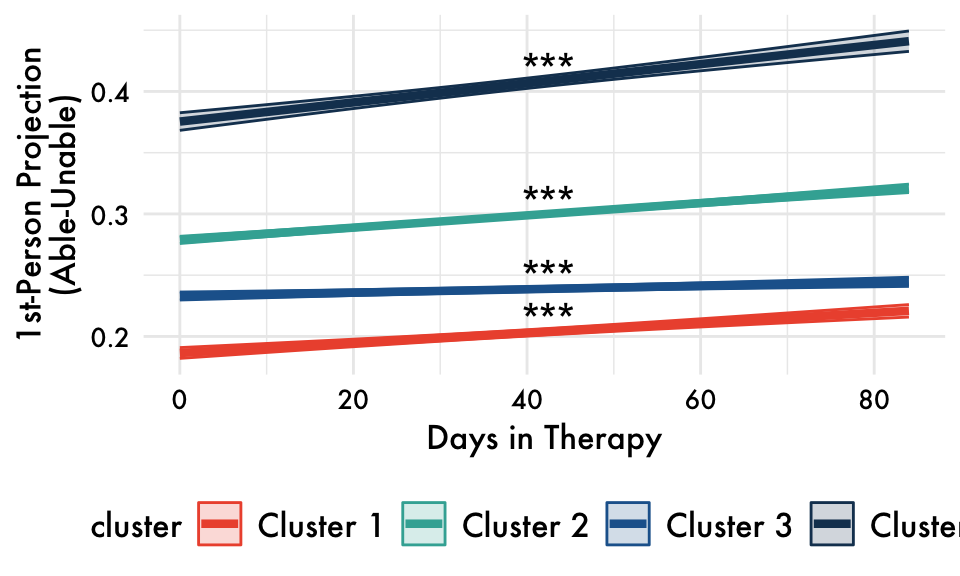 1st-Person Projection
(Able-Unable)
0.4
0.3
0.2
***
***
***
***
0 20 40 60 80
Days in Therapy
cluster Cluster 1 Cluster 2 Cluster 3 Cluster